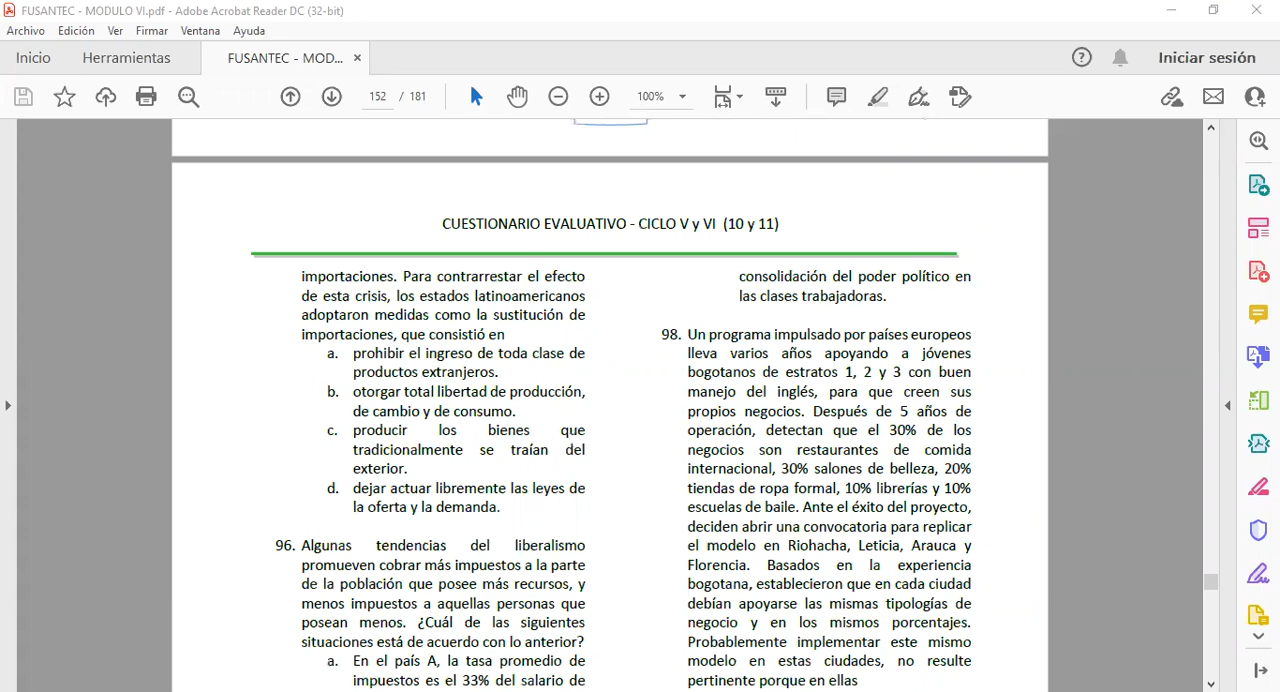 FUSANTEC - MODULO VI.pdf - Adobe Acrobat Reader DC (32-bit)
Archivo Edición Ver Firmar Ventana Ayuda
Inicio Herramientas FUSANTEC - MOD... × Iniciar sesión
152 / 181 100%
CUESTIONARIO EVALUATIVO - CICLO V y VI (10 y 11)
importaciones. Para contrarrestar el efecto
de esta crisis, los estados latinoamericanos
adoptaron medidas como la sustitución de
importaciones, que consistió en
a. prohibir el ingreso de toda clase de
productos extranjeros.
b. otorgar total libertad de producción,
de cambio y de consumo.
c. producir los bienes que
tradicionalmente se traían del
exterior.
d. dejar actuar libremente las leyes de
la oferta y la demanda.
96. Algunas tendencias del liberalismo
promueven cobrar más impuestos a la parte
de la población que posee más recursos, y
menos impuestos a aquellas personas que
posean menos. ¿Cuál de las siguientes
situaciones está de acuerdo con lo anterior?
a. En el país A, la tasa promedio de
impuestos es el 33% del salario de
consolidación del poder político en
las clases trabajadoras.
98. Un programa impulsado por países europeos
lleva varios años apoyando a jóvenes
bogotanos de estratos 1, 2 y 3 con buen
manejo del inglés, para que creen sus
propios negocios. Después de 5 años de
operación, detectan que el 30% de los
negocios son restaurantes de comida
internacional, 30% salones de belleza, 20%
tiendas de ropa formal, 10% librerías y 10%
escuelas de baile. Ante el éxito del proyecto,
deciden abrir una convocatoria para replicar
el modelo en Riohacha, Leticia, Arauca y
Florencia. Basados en la experiencia
bogotana, establecieron que en cada ciudad
debían apoyarse las mismas tipologías de
negocio y en los mismos porcentajes.
Probablemente implementar este mismo
modelo en estas ciudades, no resulte
pertinente porque en ellas